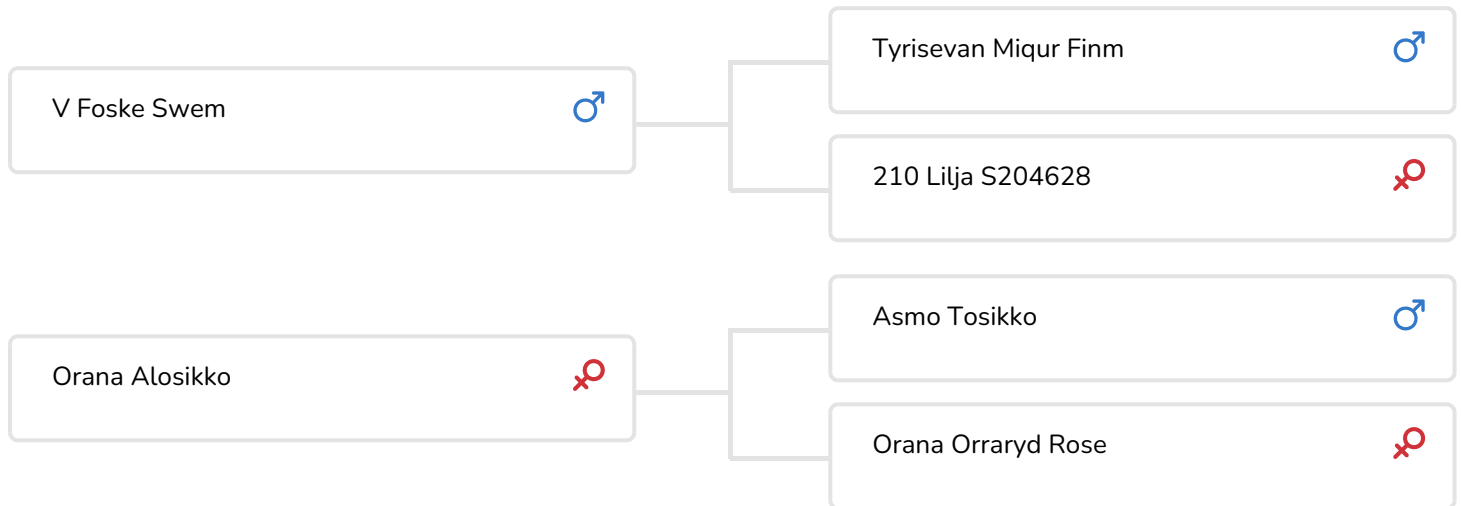 Tyrisevan Miqur Finm
V Foske Swem
210 Lilja S204628
Asmo Tosikko
Orana Alosikko
Orana Orraryd Rose